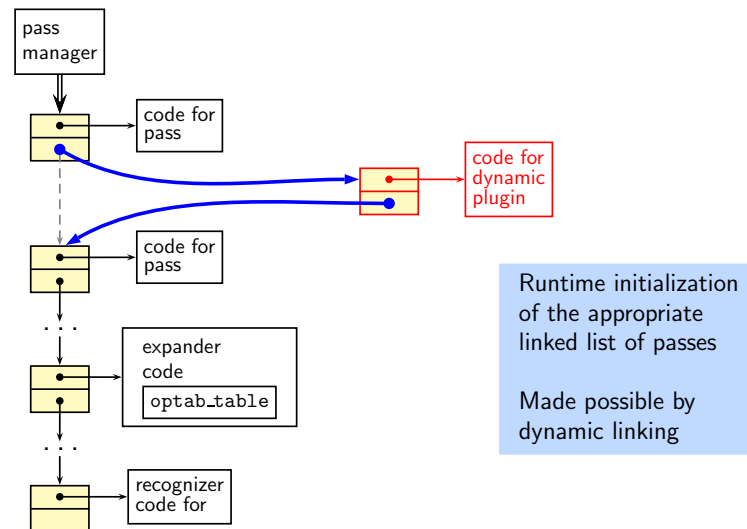 pass
manager
code for
pass
code for
dynamic
plugin
code for
pass
Runtime initialization
of the appropriate
linked list of passes
Made possible by
dynamic linking
. . .
expander
code
optab_table
. . .
recognizer
code for